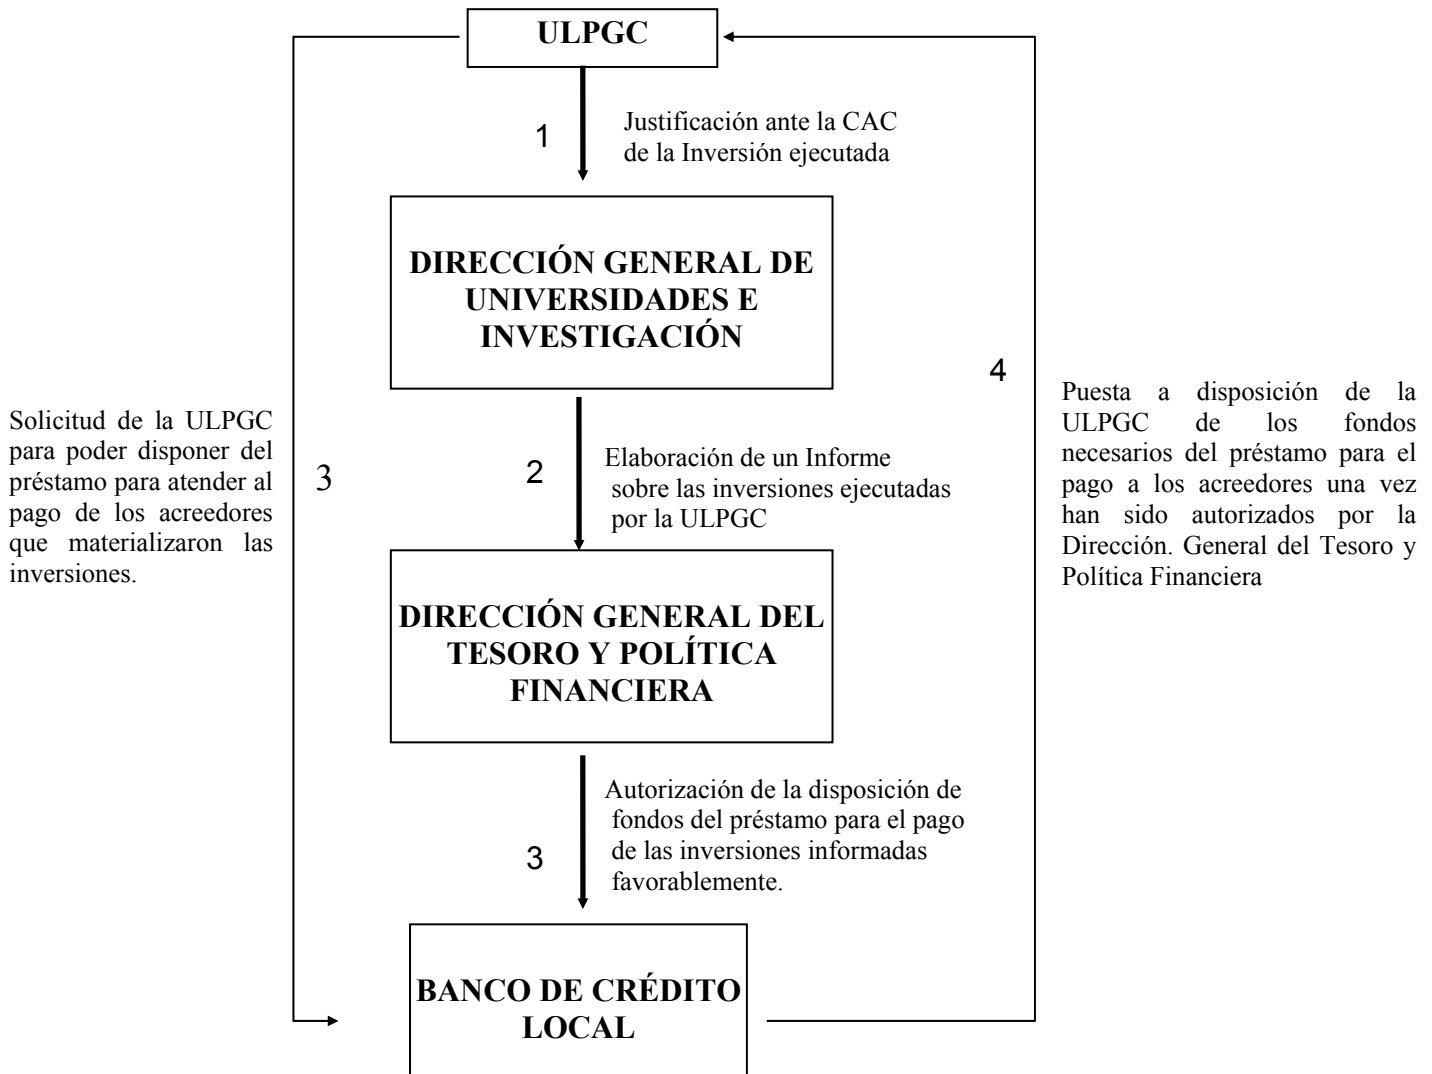 ULPGC
1
Justificación ante la CAC
de la Inversión ejecutada
DIRECCIÓN GENERAL DE
UNIVERSIDADES E
INVESTIGACIÓN
4
Solicitud de la ULPGC
para poder disponer del
préstamo para atender al
pago de los acreedores
que materializaron las
inversiones.
3
2
Elaboración de un Informe
sobre las inversiones ejecutadas
por la ULPGC
Puesta a disposición de la
ULPGC de los fondos
necesarios del préstamo para el
pago a los acreedores una vez
han sido autorizados por la
Dirección. General del Tesoro y
Política Financiera
DIRECCIÓN GENERAL DEL
TESORO Y POLÍTICA
FINANCIERA
3
Autorización de la disposición de
fondos del préstamo para el pago
de las inversiones informadas
favorablemente.
BANCO DE CRÉDITO
LOCAL